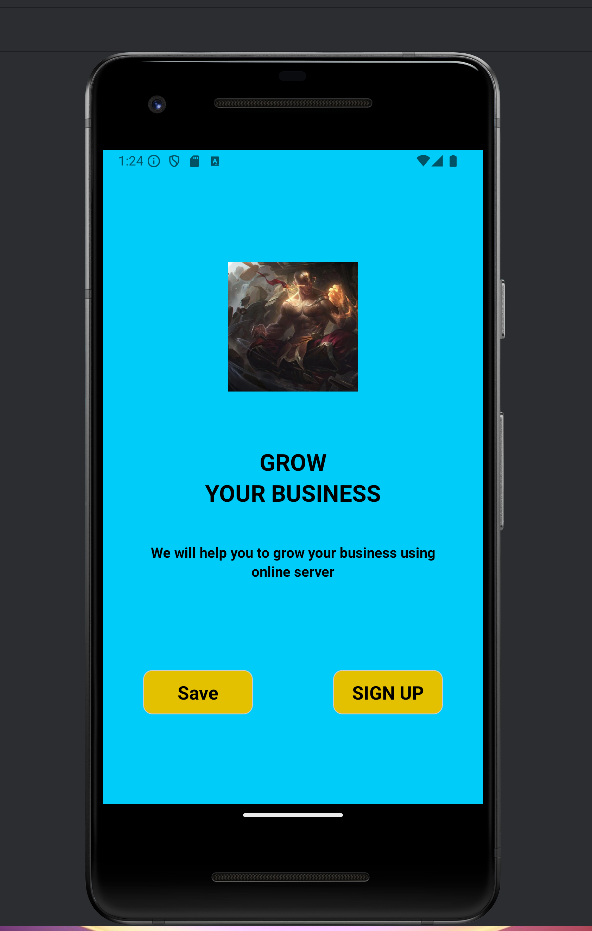 1:24
GROW
YOUR BUSINESS
We will help you to grow your business using
online server
Save
SIGN UP